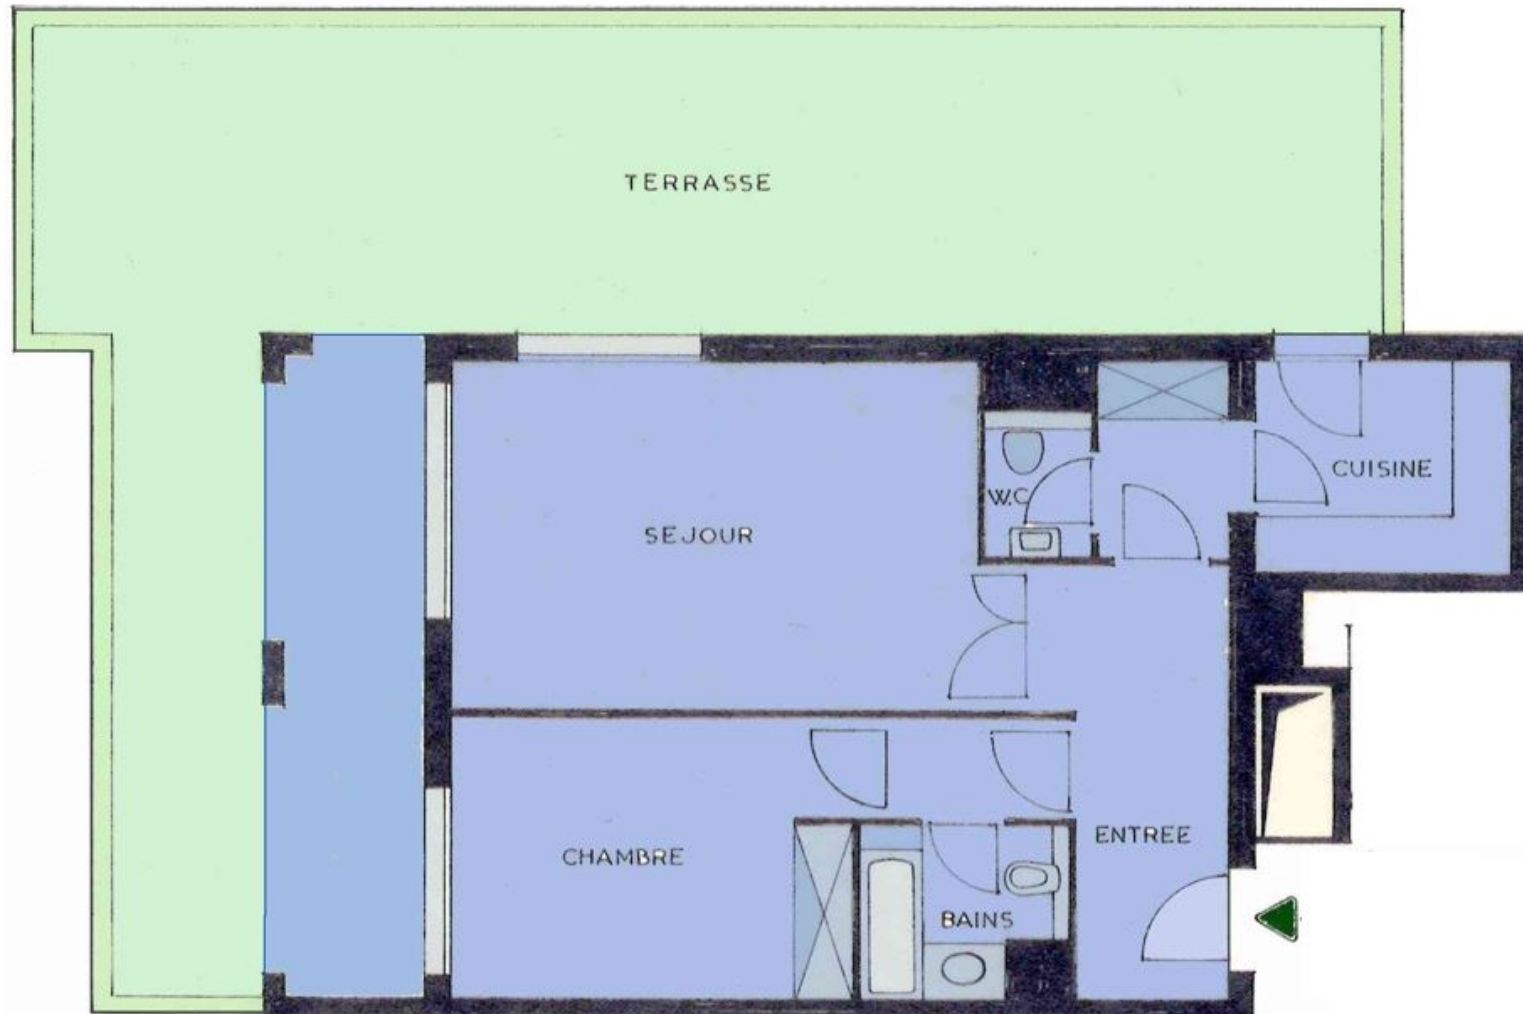 TERRASSE
CUISINE
W.C
SEJOUR
ENTREE
CHAMBRE
BAINS